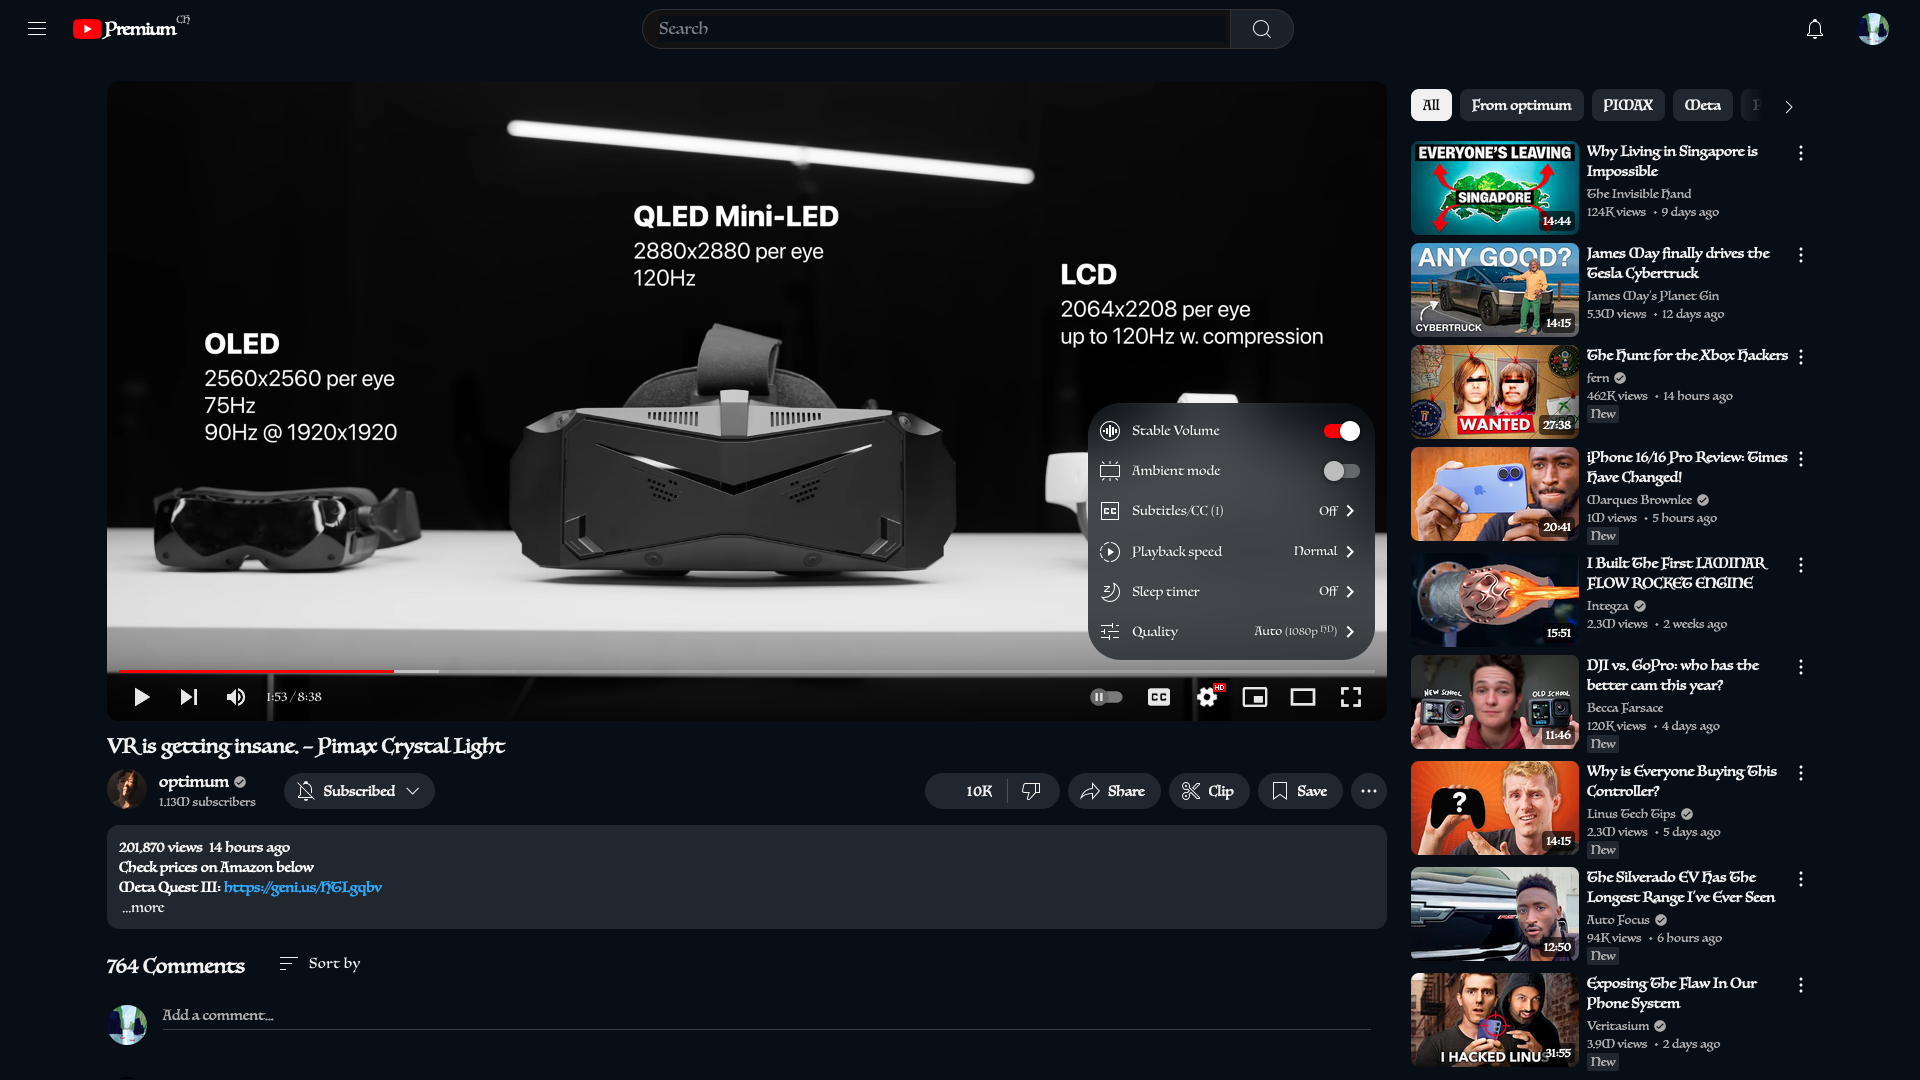 Premium CH
Search
OLED
2560x2560 per eye
75Hz
90Hz @ 1920x1920
QLED Mini-LED
2880x2880 per eye
120Hz
LCD
2064x2208 per eye
up to 120Hz w. compression
Stable Volume
Ambient mode
Subtitles/CC (1) Off
Playback speed Normal
Sleep timer Off
Quality Auto (1080p HD)
1:53 / 8:38
CC
HD
VR is getting insane. - Pimax Crystal Light
optimum
1.13M subscribers
Subscribed
10K
Share
Clip
Save
201,870 views 14 hours ago
Check prices on Amazon below
Meta Quest III: https://geni.us/HTLgqbv
...more
764 Comments
Sort by
Add a comment...
All
From optimum
PIMAX
Meta
EVERYONE'S LEAVING
SINGAPORE
14:44
Why Living in Singapore is
Impossible
The Invisible Hand
124K views • 9 days ago
ANY GOOD?
CYBERTRUCK
14:15
James May finally drives the
Tesla Cybertruck
James May's Planet Gin
5.3M views • 12 days ago
WANTED
27:38
The Hunt for the Xbox Hackers
fern
462K views • 14 hours ago
New
20:41
iPhone 16/16 Pro Review: Times
Have Changed!
Marques Brownlee
1M views • 5 hours ago
New
15:51
I Built The First LAMINAR
FLOW ROCKET ENGINE
Integza
2.3M views • 2 weeks ago
NEW SCHOOL
OLD SCHOOL
11:46
DJI vs. GoPro: who has the
better cam this year?
Becca Farsace
120K views • 4 days ago
New
?
14:15
Why is Everyone Buying This
Controller?
Linus Tech Tips
2.3M views • 5 days ago
New
12:50
The Silverado EV Has The
Longest Range I've Ever Seen
Auto Focus
94K views • 6 hours ago
New
I HACKED LINUS
31:55
Exposing The Flaw In Our
Phone System
Veritasium
3.9M views • 2 days ago
New